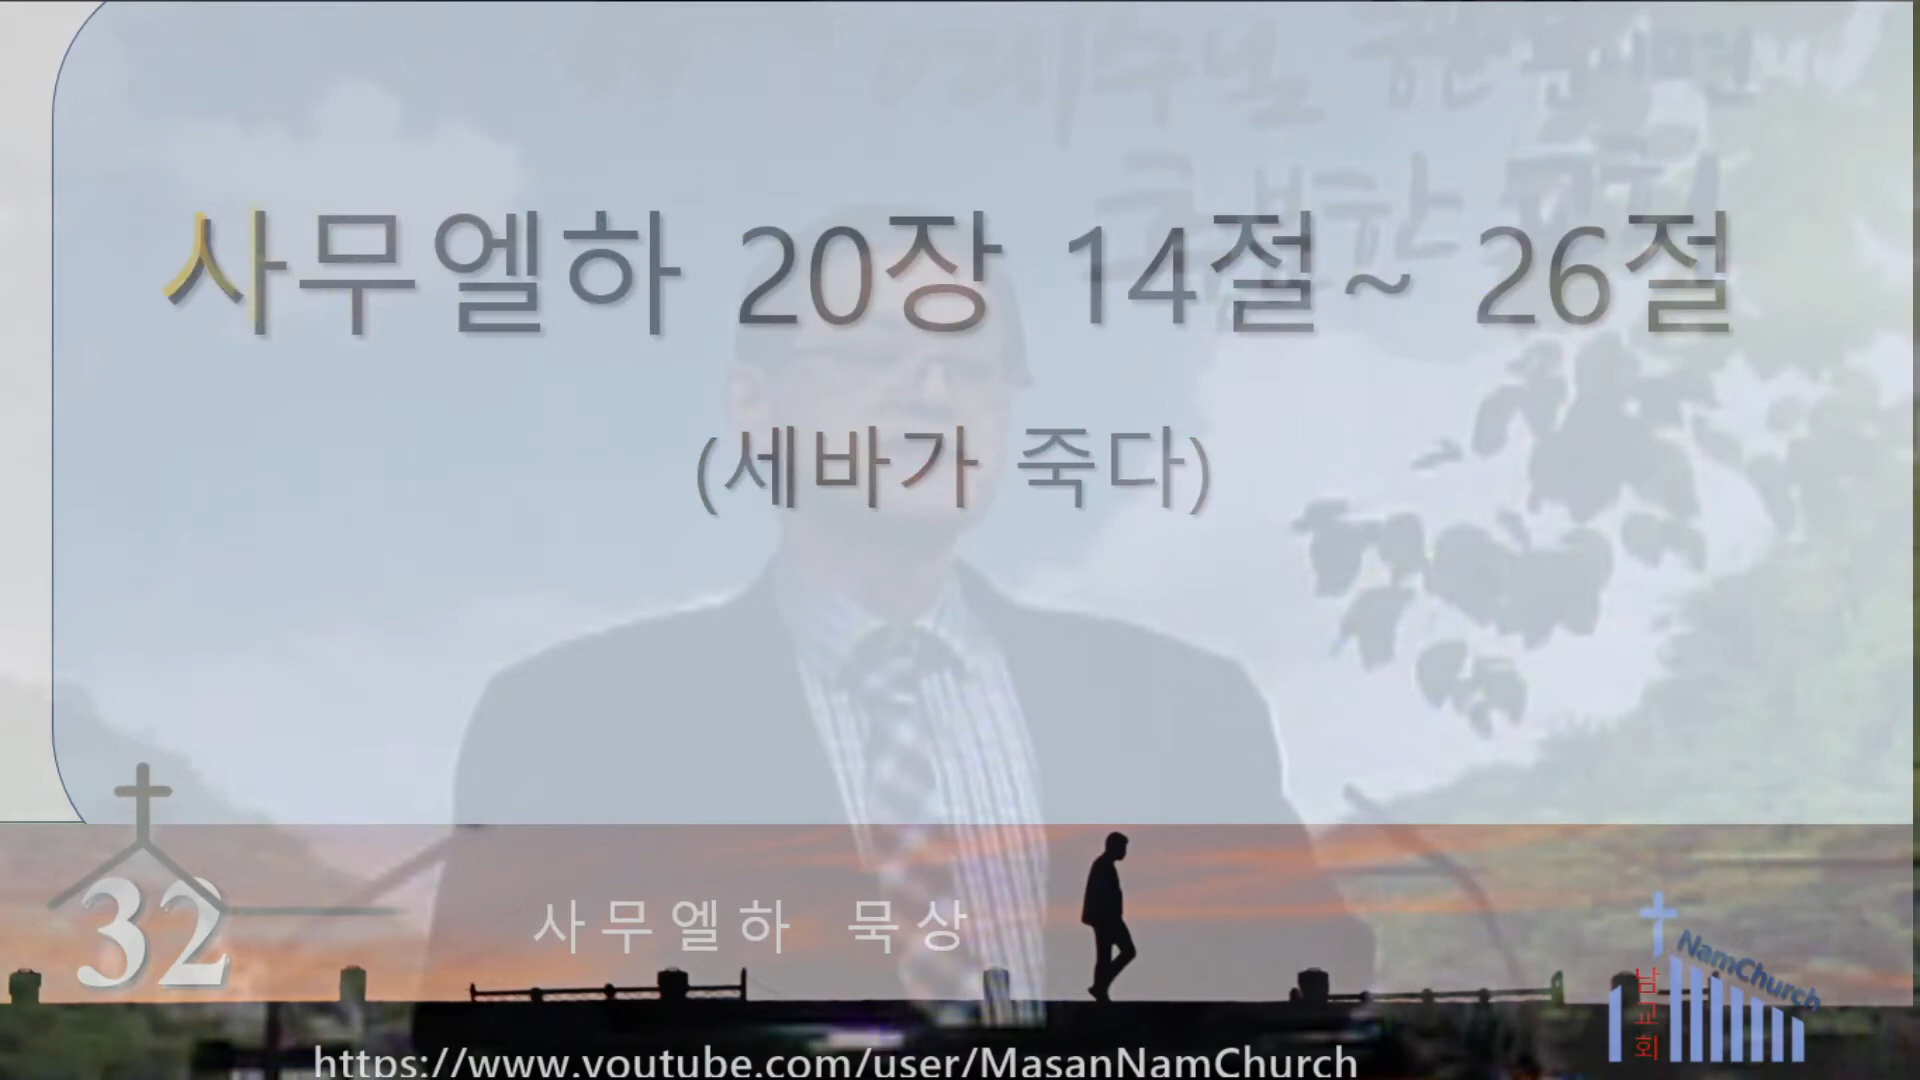 사무엘하 20장 14절~ 26절
(세바가 죽다)
32
사무엘하 묵상
NamChurch
남교회
https://www.youtube.com/user/MasanNamChurch